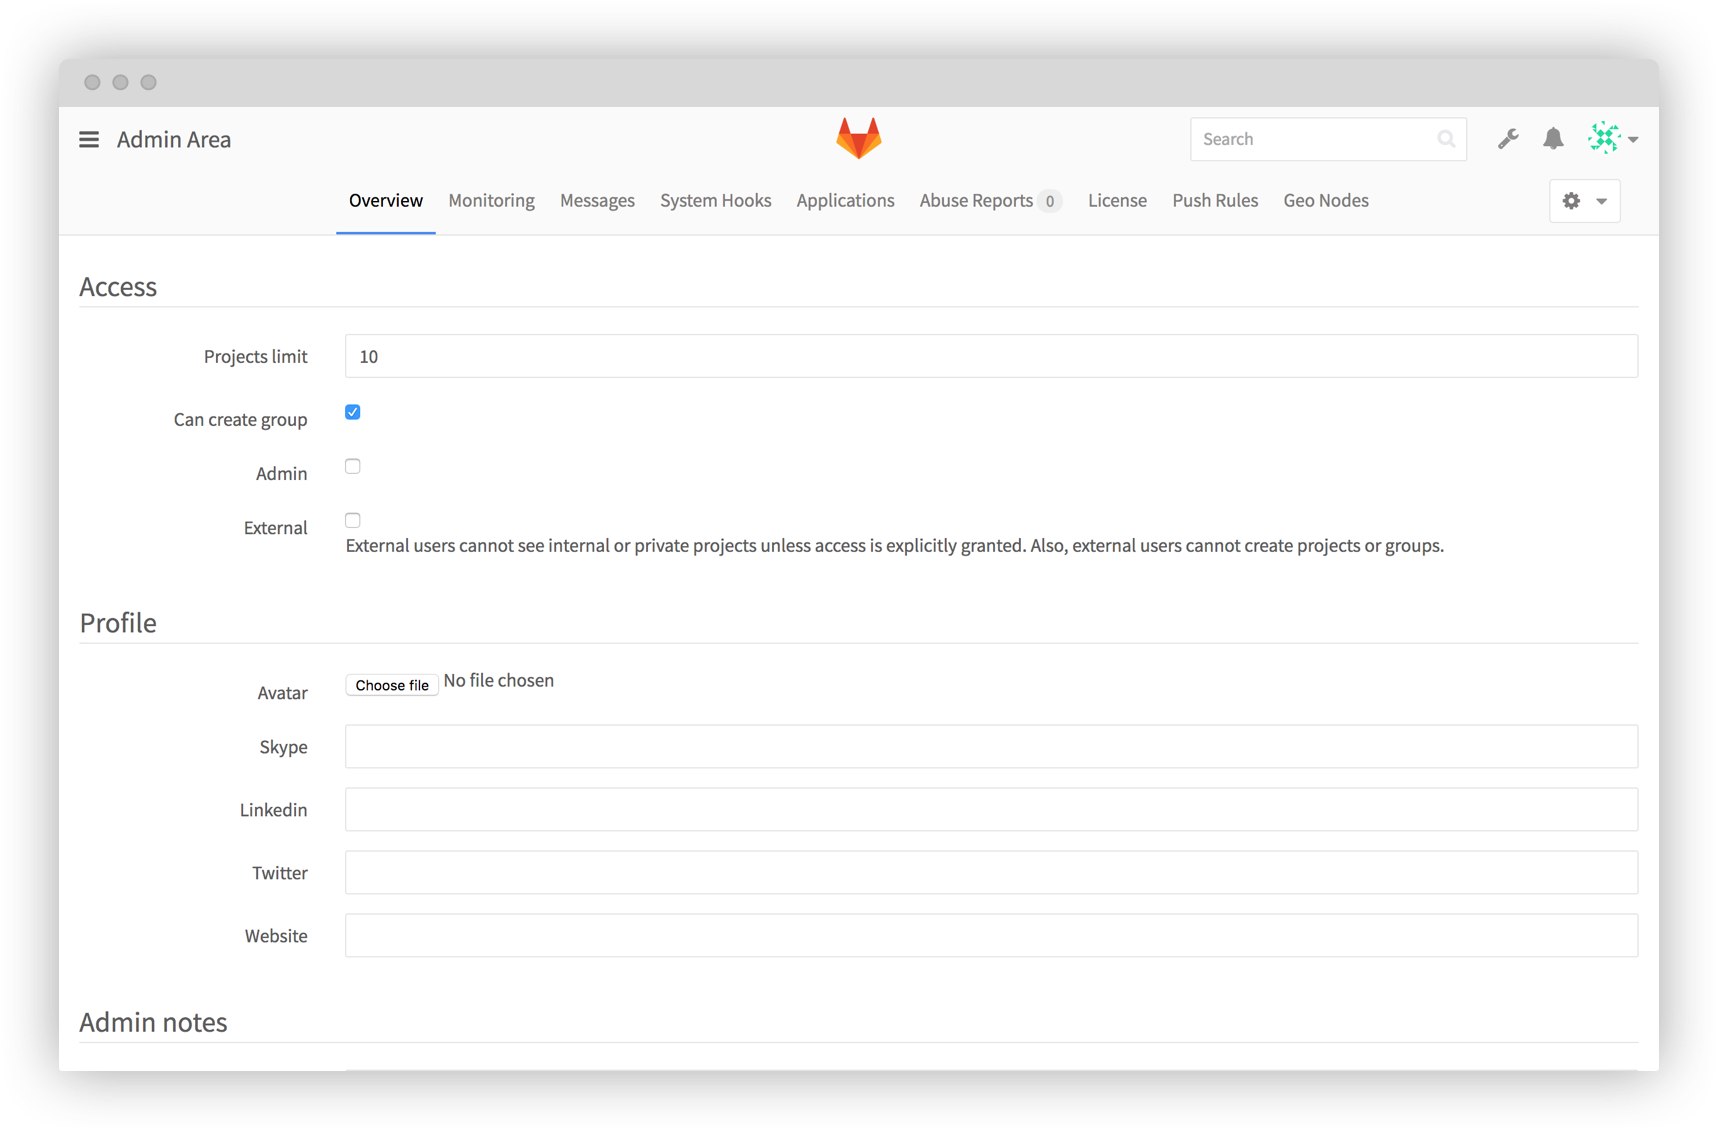 Admin Area
Search
Overview Monitoring Messages System Hooks Applications Abuse Reports 0 License Push Rules Geo Nodes
Access
Projects limit 10
Can create group
Admin
External
External users cannot see internal or private projects unless access is explicitly granted. Also, external users cannot create projects or groups.
Profile
Avatar Choose file No file chosen
Skype
Linkedin
Twitter
Website
Admin notes